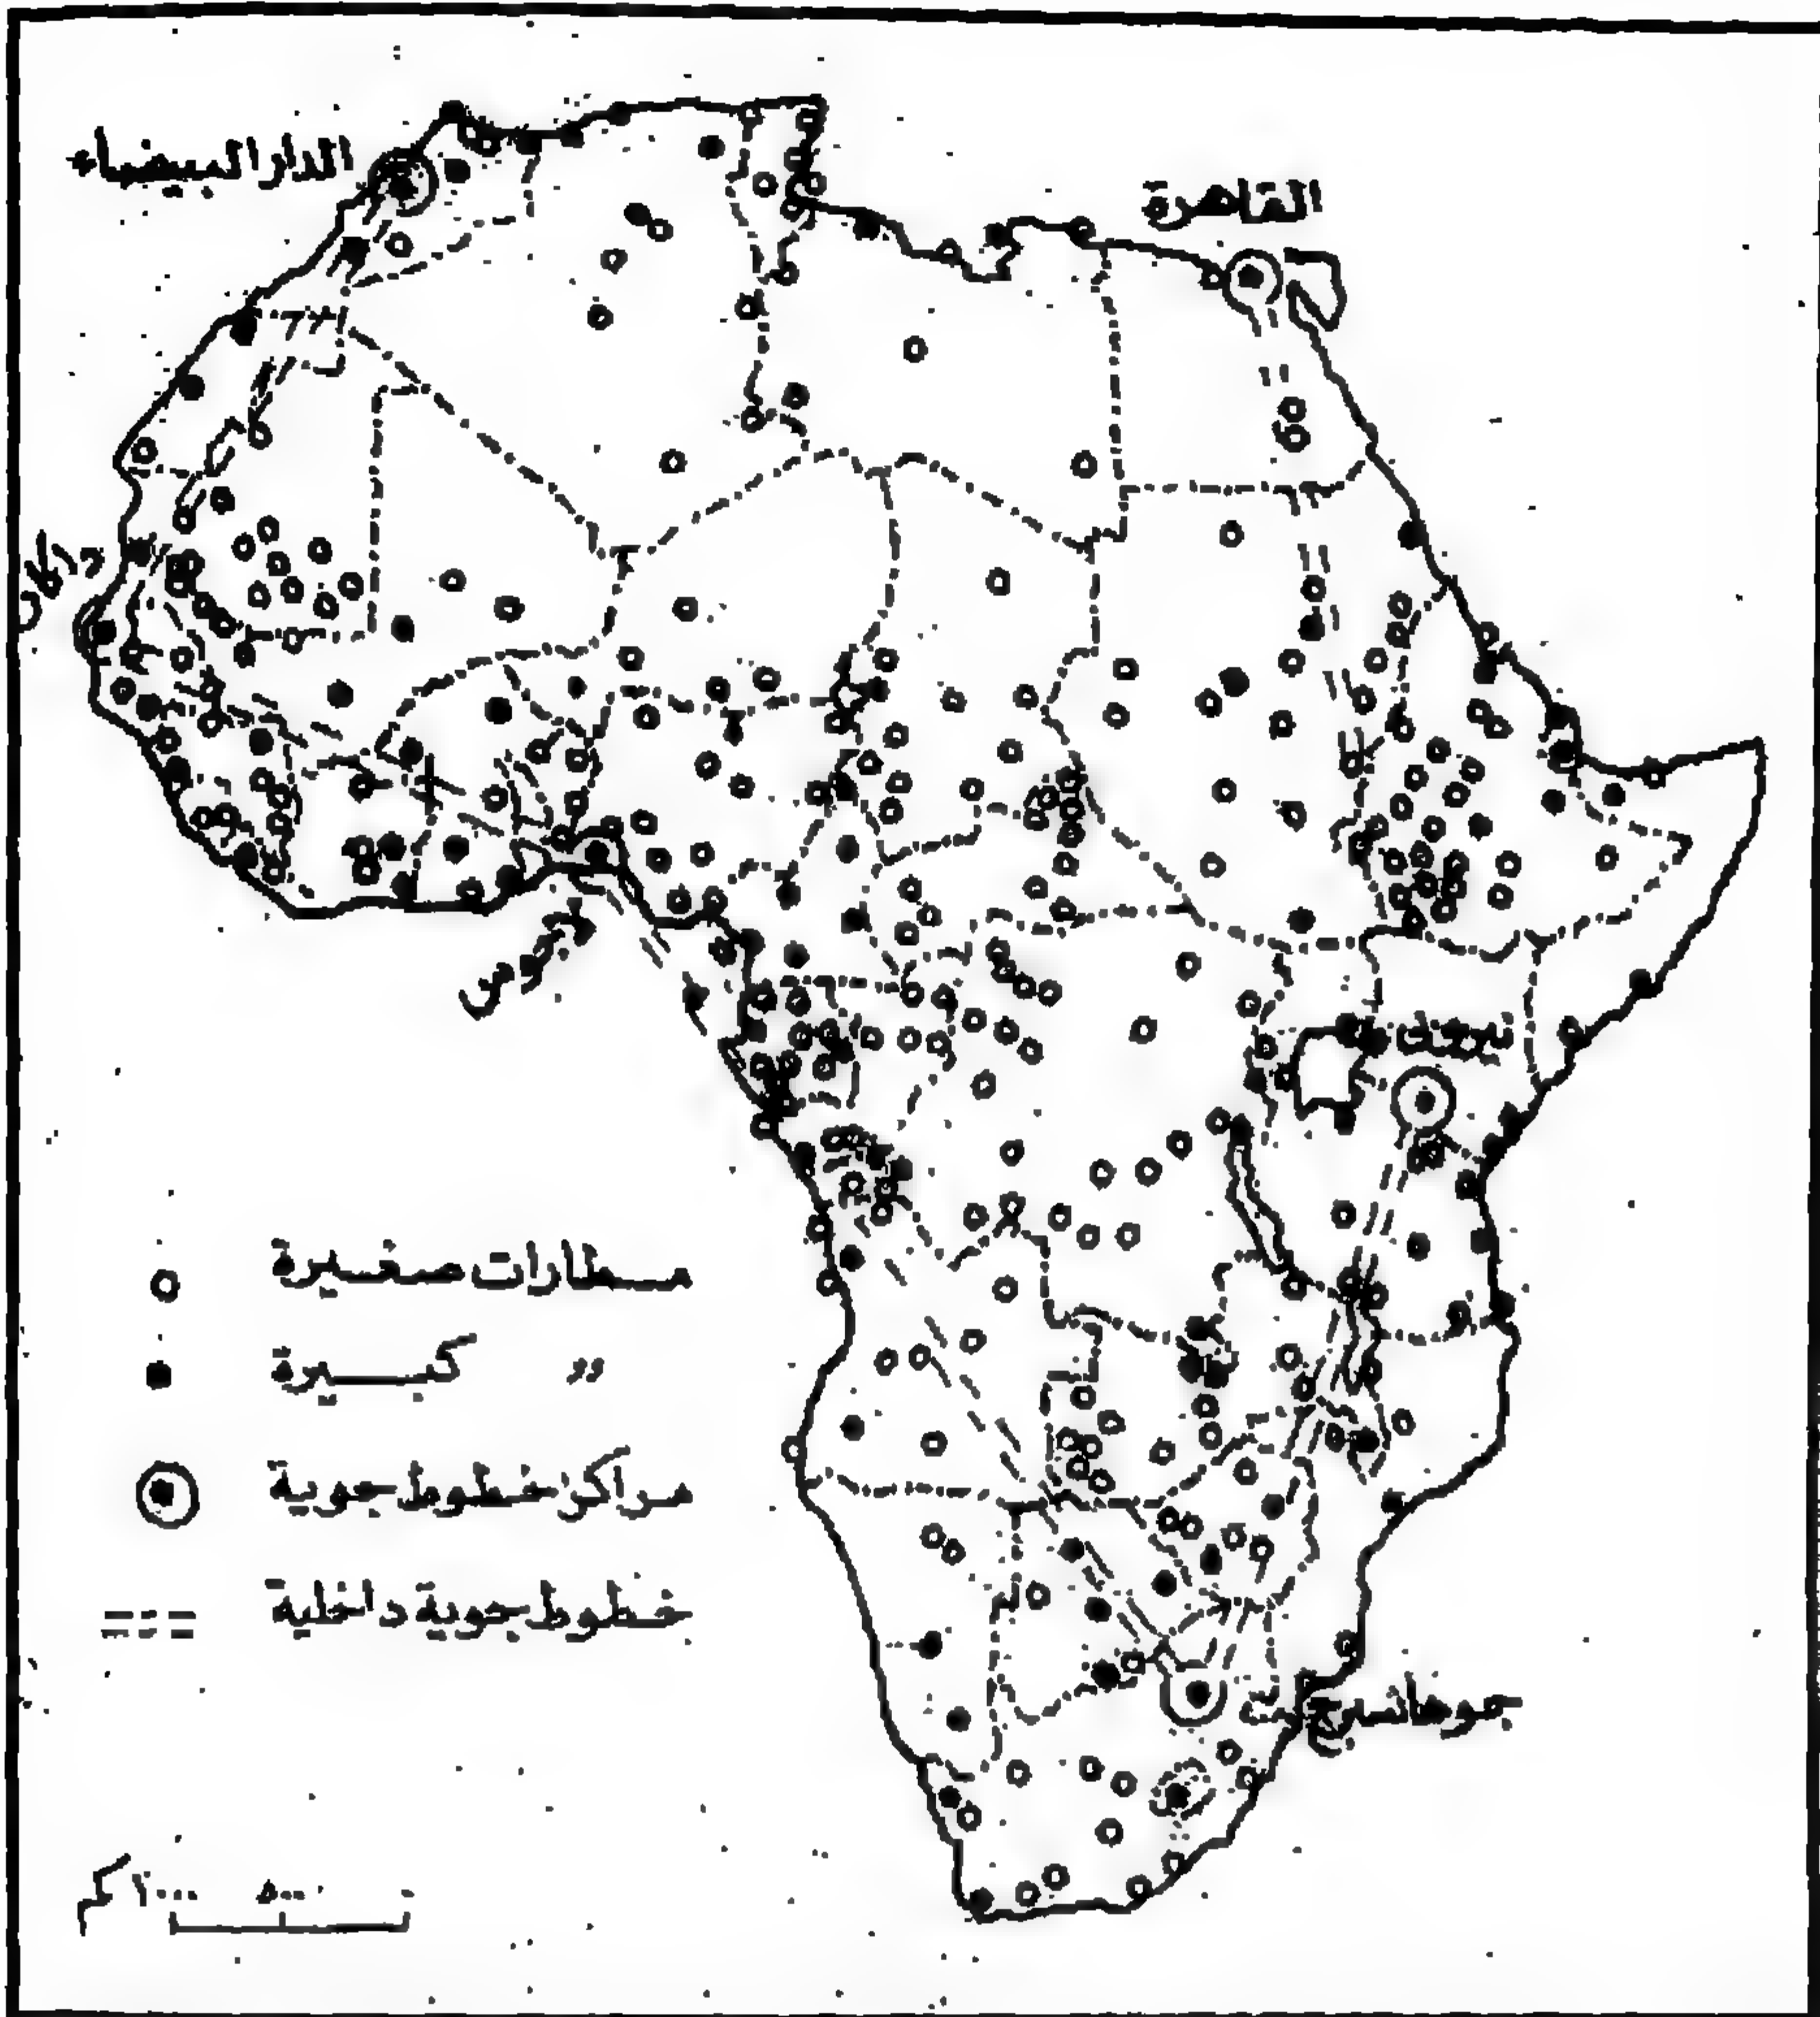 الدار البيضاء
القاهرة
داكار
لاجوس
نيروبي
جوهانسبرج
مطارات صغيرة
" كبيرة
مراكز خطوط جوية
خطوط جوية داخلية
١٠٠٠ كم ٥٠٠ ٠